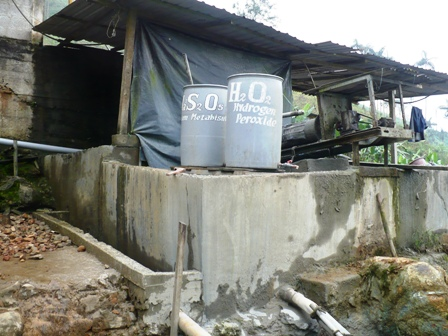 S₂O₅
Metabisu
H₂O₂
Hydrogen
Peroxide